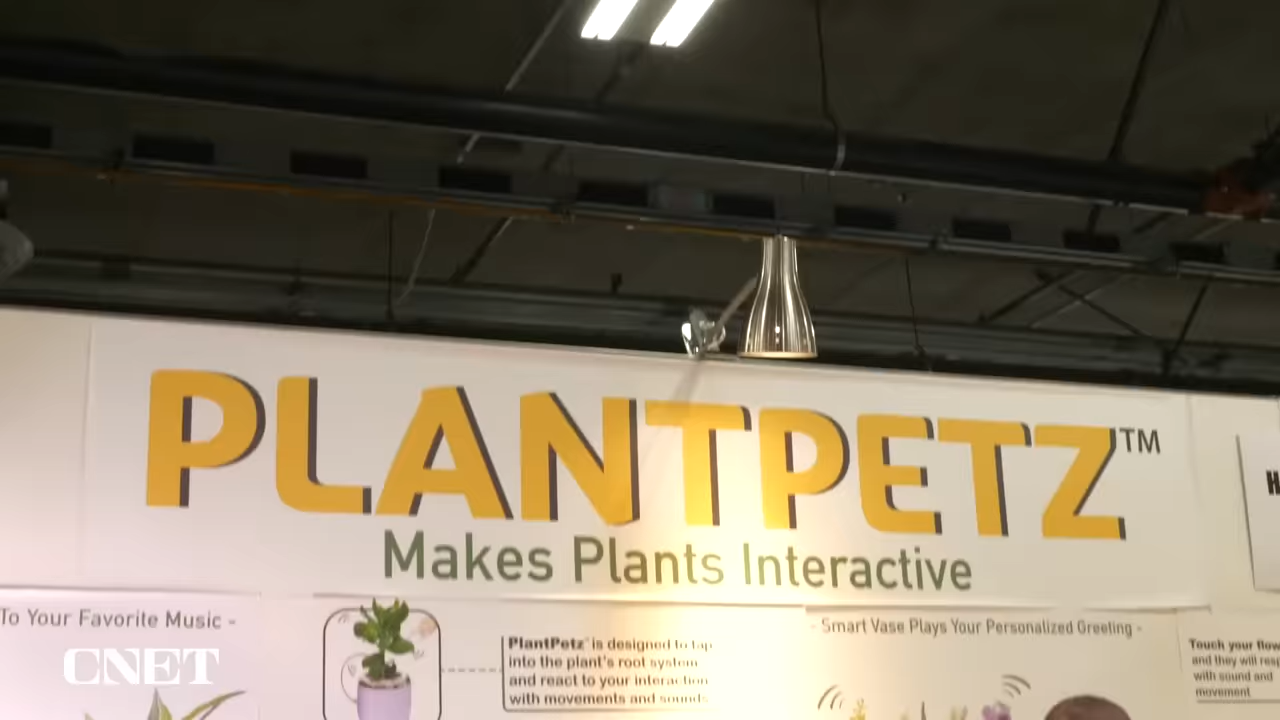 PLANTPETZ™
Makes Plants Interactive
To Your Favorite Music -
- Smart Vase Plays Your Personalized Greeting -
PlantPetz™ is designed to tap
into the plant's root system
and react to your interaction
with movements and sounds
Touch your flow
and they will res
with sound and
movement
H
CNET